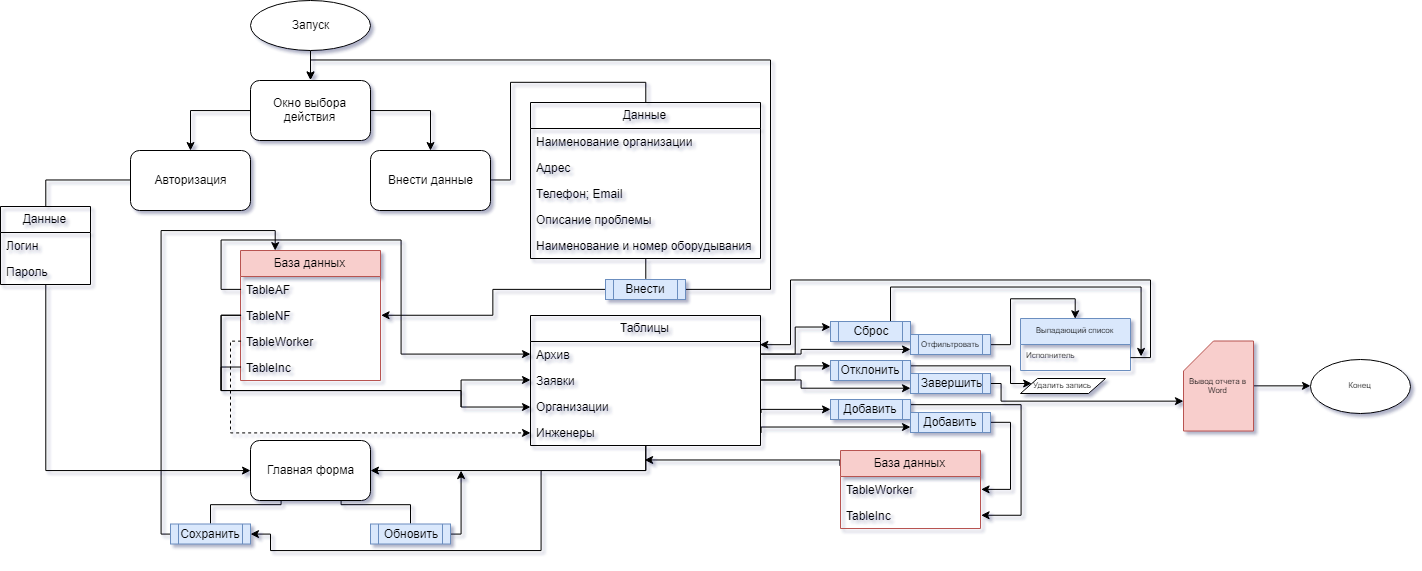 Запуск
Окно выбора
действия
Авторизация
Внести данные
Данные
Логин
Пароль
Данные
Наименование организации
Адрес
Телефон; Email
Описание проблемы
Наименование и номер оборудывания
Внести
База данных
TableAF
TableNF
TableWorker
TableInc
Таблицы
Архив
Заявки
Организации
Инженеры
Сброс
Отфильтровать
Выпадающий список
Исполнитель
Отклонить
Завершить
Удалить запись
Добавить
Добавить
Вывод отчета в
Word
Конец
База данных
TableWorker
TableInc
Главная форма
Сохранить
Обновить